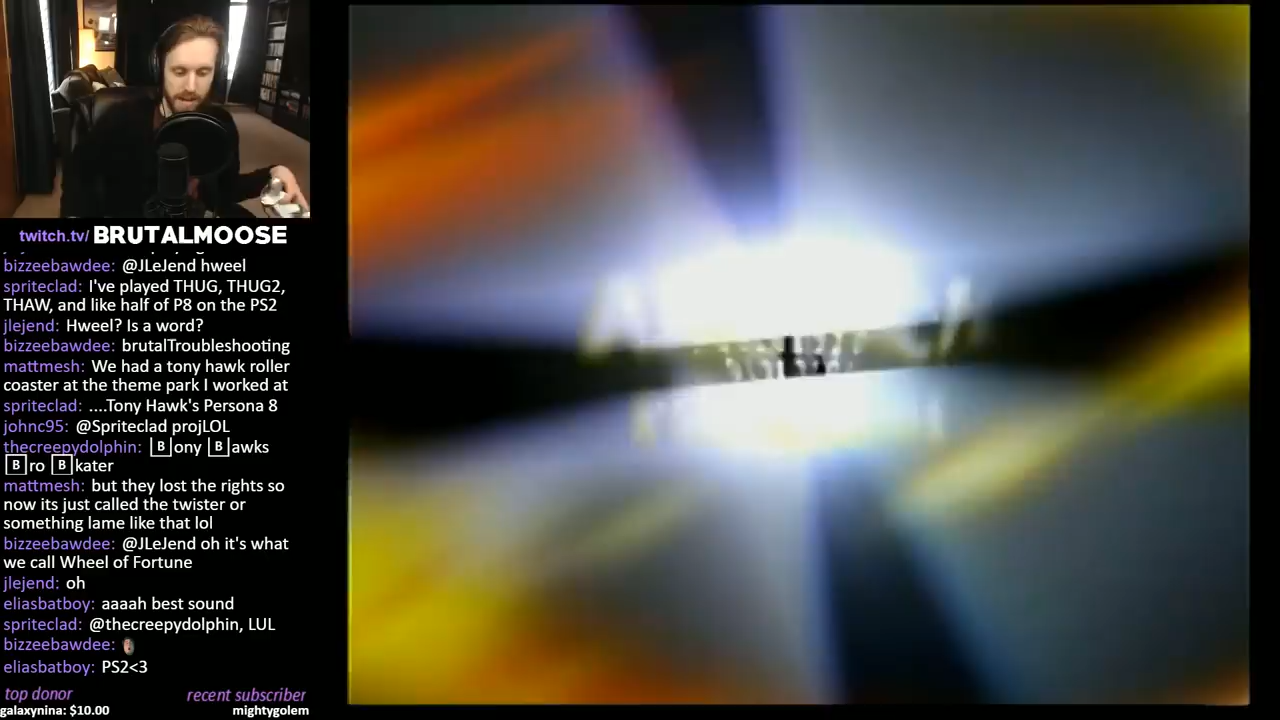 twitch.tv/ BRUTALMOOSE
bizzeebawdee: @JLeJend hweel
spriteclad: I've played THUG, THUG2,
THAW, and like half of P8 on the PS2
jlejend: Hweel? Is a word?
bizzeebawdee: brutalTroubleshooting
mattmesh: We had a tony hawk roller
coaster at the theme park I worked at
spriteclad: ....Tony Hawk's Persona 8
johnc95: @Spriteclad projLOL
thecreepydolphin: Bony Bawks
Bro Bkater
mattmesh: but they lost the rights so
now its just called the twister or
something lame like that lol
bizzeebawdee: @JLeJend oh it's what
we call Wheel of Fortune
jlejend: oh
eliasbatboy: aaaah best sound
spriteclad: @thecreepydolphin, LUL
bizzeebawdee:
eliasbatboy: PS2<3
top donor
recent subscriber
galaxynina: $10.00
mightygolem